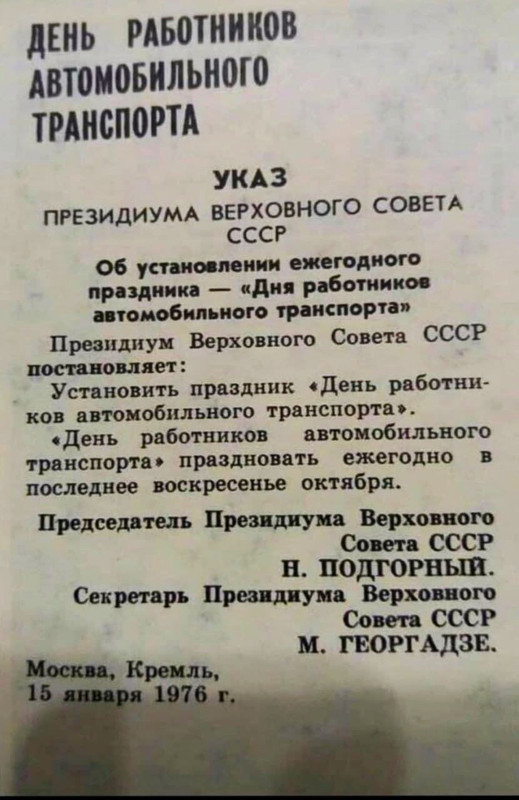 ДЕНЬ РАБОТНИКОВ
АВТОМОБИЛЬНОГО
ТРАНСПОРТА
УКАЗ
ПРЕЗИДИУМА ВЕРХОВНОГО СОВЕТА
СССР
Об установлении ежегодного
праздника — «Дня работников
автомобильного транспорта»
Президиум Верховного Совета СССР
постановляет:
Установить праздник «День работни-
ков автомобильного транспорта».
«День работников автомобильного
транспорта» праздновать ежегодно в
последнее воскресенье октября.
Председатель Президиума Верховного
Совета СССР
Н. ПОДГОРНЫЙ.
Секретарь Президиума Верховного
Совета СССР
М. ГЕОРГАДЗЕ.
Москва, Кремль,
15 января 1976 г.